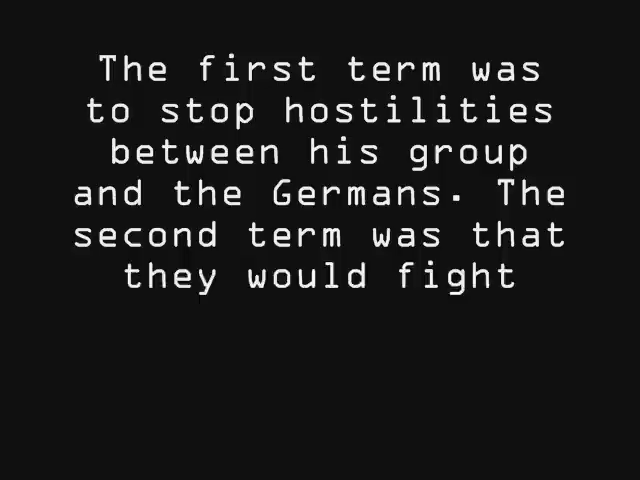 The first term was
to stop hostilities
between his group
and the Germans. The
second term was that
they would fight